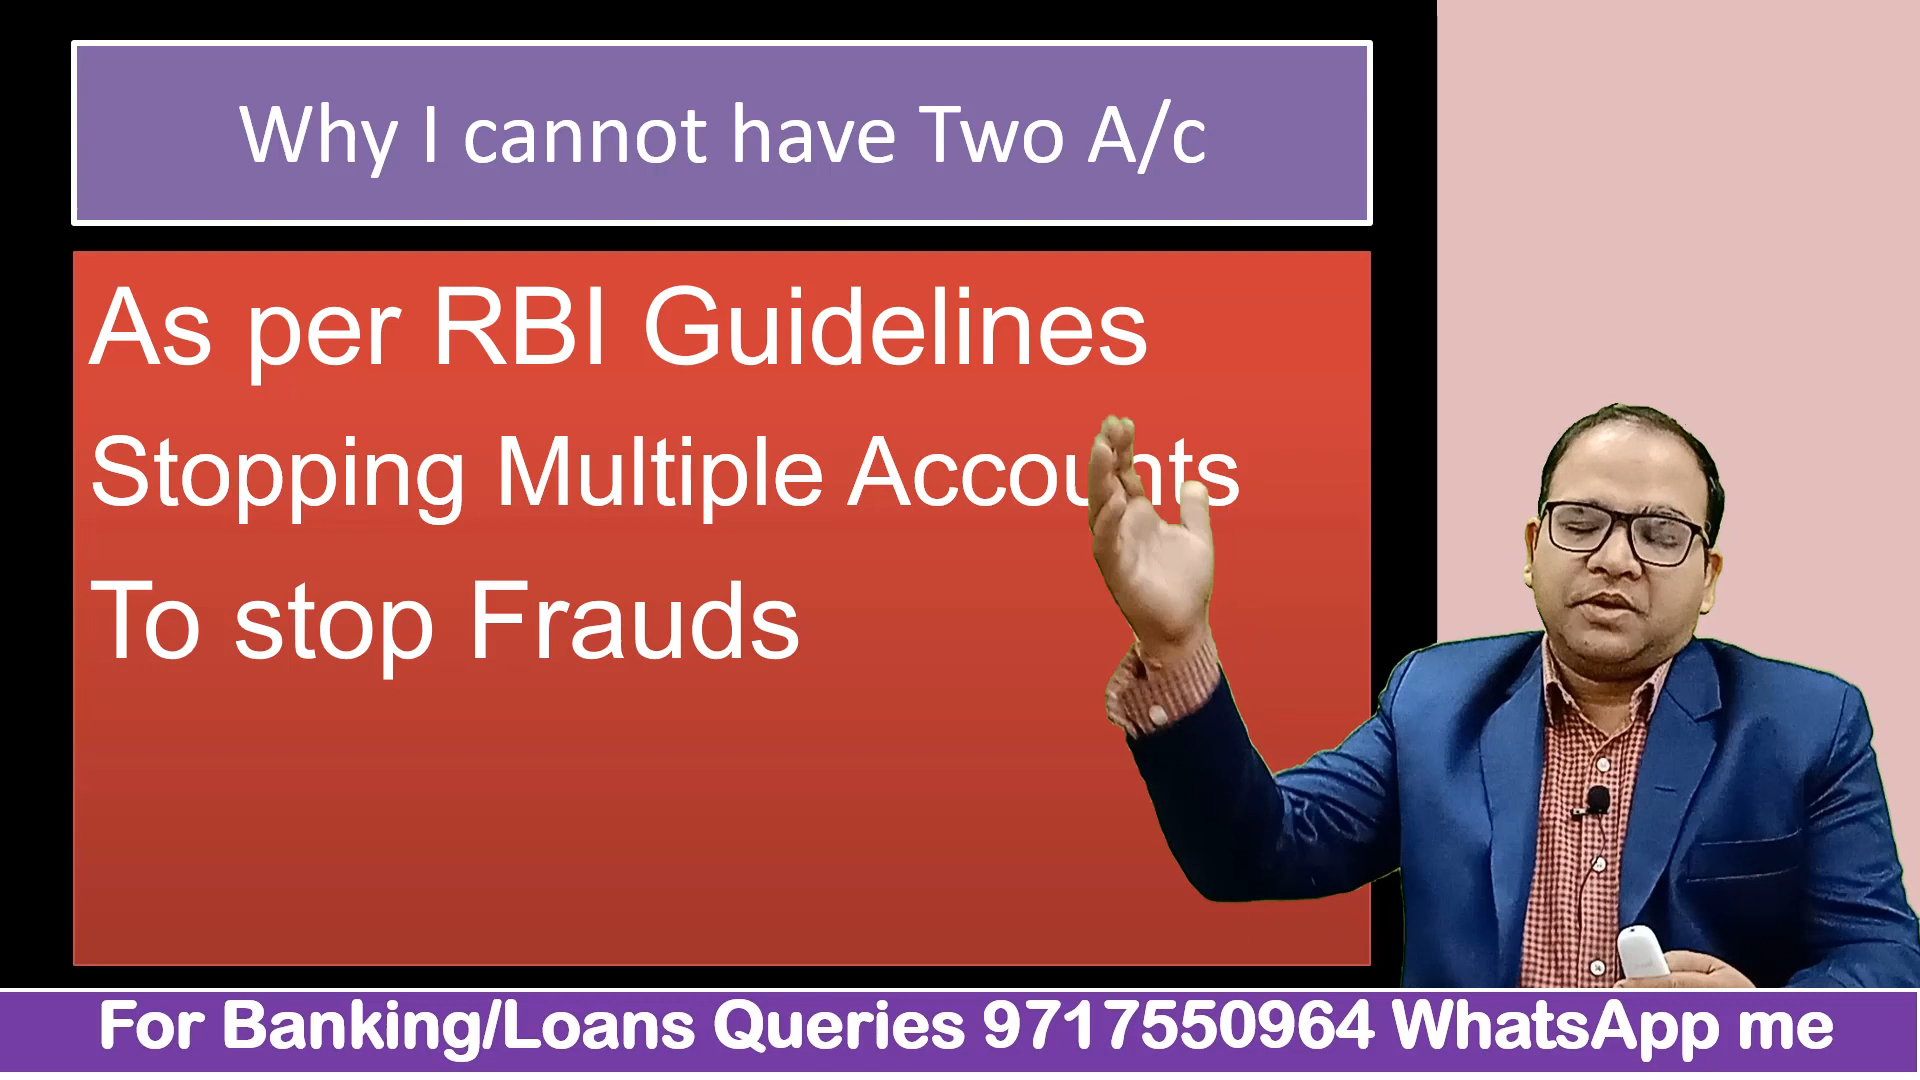 Why I cannot have Two A/c
As per RBI Guidelines
Stopping Multiple Accounts
To stop Frauds
For Banking/Loans Queries 9717550964 WhatsApp me